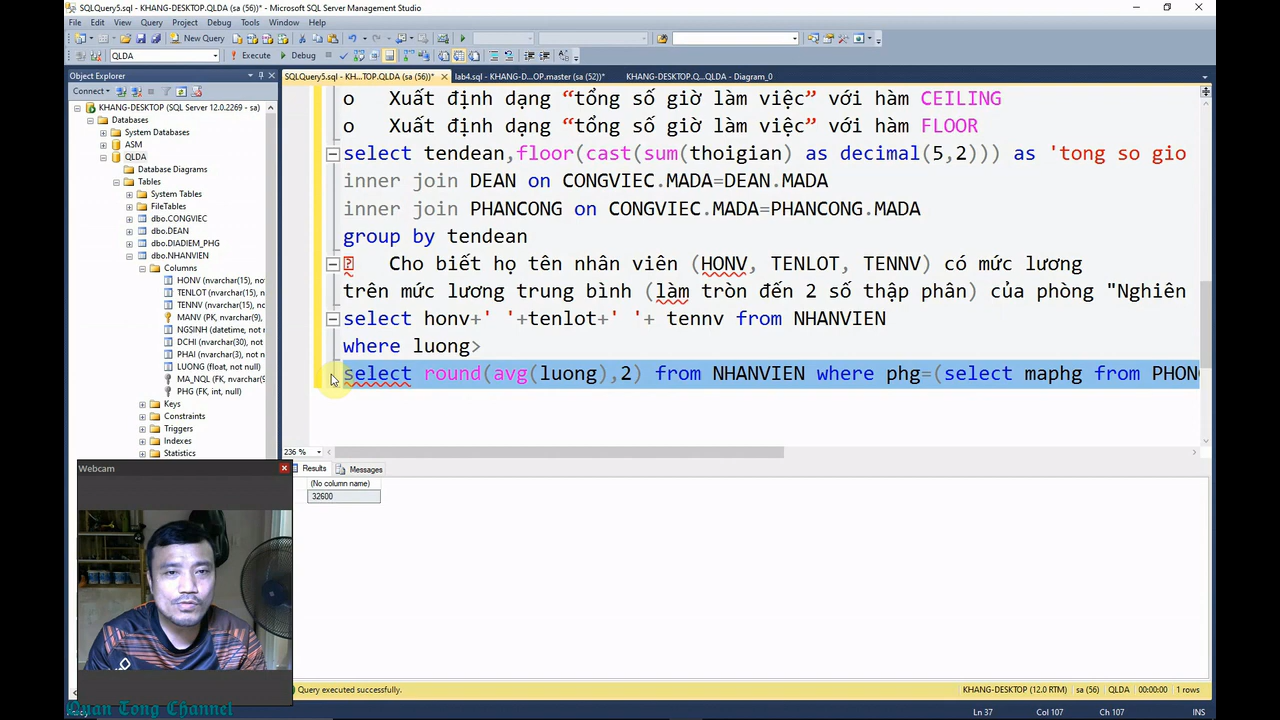 SQLQuery5.sql - KHANG-DESKTOP.QLDA (sa (56))* - Microsoft SQL Server Management Studio
File Edit View Query Project Debug Tools Window Help
New Query
QLDA Execute Debug
Object Explorer
SQLQuery5.sql - KH...TOP.QLDA (sa (56))* lab4.sql - KHANG-D...OP.master (sa (52))* KHANG-DESKTOP.Q...QLDA - Diagram_0
Connect
KHANG-DESKTOP (SQL Server 12.0.2269 - sa)
Databases
System Databases
ASM
QLDA
Database Diagrams
Tables
System Tables
FileTables
dbo.CONGVIEC
dbo.DEAN
dbo.DIADIEM_PHG
dbo.NHANVIEN
Columns
HONV (nvarchar(15), not
TENLOT (nvarchar(15), n
TENNV (nvarchar(15), no
MANV (PK, nvarchar(9),
NGSINH (datetime, not n
DCHI (nvarchar(30), not
PHAI (nvarchar(3), not n
LUONG (float, not null)
MA_NQL (FK, nvarchar(9
PHG (FK, int, not null)
Keys
Constraints
Triggers
Indexes
Statistics
o Xuất định dạng “tổng số giờ làm việc” với hàm CEILING
o Xuất định dạng “tổng số giờ làm việc” với hàm FLOOR
select tendean,floor(cast(sum(thoigian) as decimal(5,2))) as 'tong so gio
inner join DEAN on CONGVIEC.MADA=DEAN.MADA
inner join PHANCONG on CONGVIEC.MADA=PHANCONG.MADA
group by tendean
Cho biết họ tên nhân viên (HONV, TENLOT, TENNV) có mức lương
trên mức lương trung bình (làm tròn đến 2 số thập phân) của phòng "Nghiên
select honv+' '+tenlot+' '+ tennv from NHANVIEN
where luong>
select round(avg(luong),2) from NHANVIEN where phg=(select maphg from PHON
236 %
Results Messages
(No column name)
32600
Webcam
Query executed successfully. KHANG-DESKTOP (12.0 RTM) sa (56) QLDA 00:00:00 1 rows
Ln 37 Col 107 Ch 107 INS
Quan Tong Channel